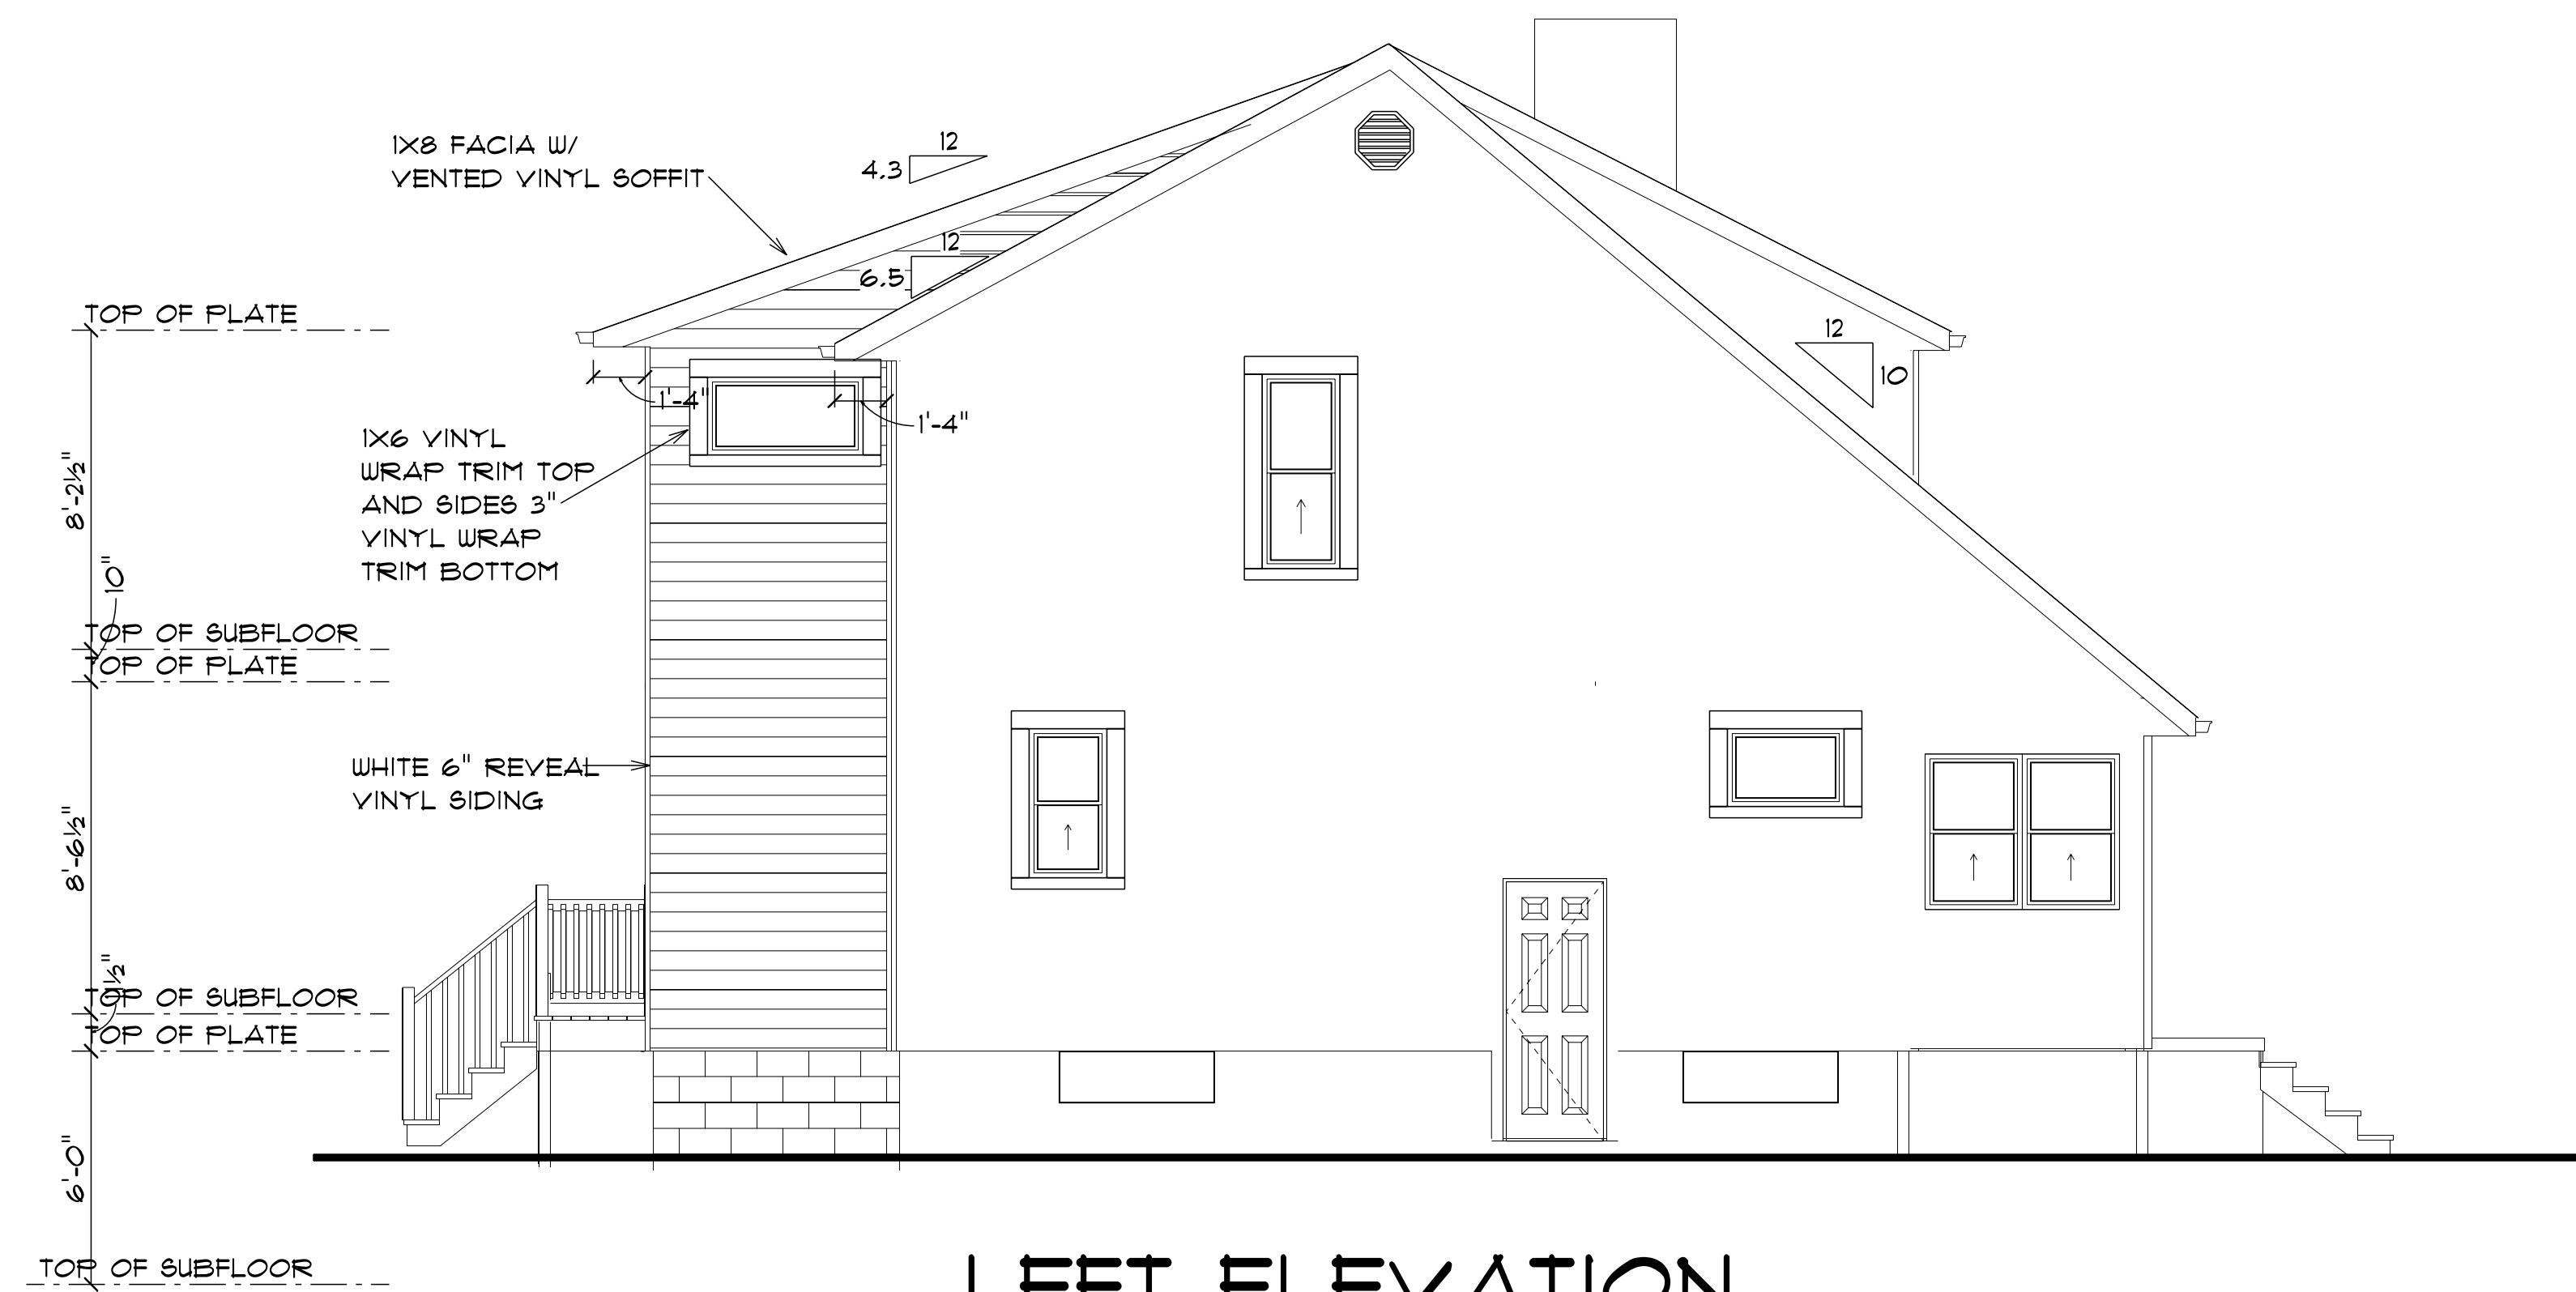 1X8 FACIA W/
VENTED VINYL SOFFIT
12
4.3
12
6.5
TOP OF PLATE
12
10
1'-4"
1'-4"
1X6 VINYL
WRAP TRIM TOP
AND SIDES 3"
VINYL WRAP
TRIM BOTTOM
8'-2½"
10"
TOP OF SUBFLOOR
TOP OF PLATE
WHITE 6" REVEAL
VINYL SIDING
8'-6½"
TOP OF SUBFLOOR
TOP OF PLATE
6'-0"
TOP OF SUBFLOOR
LEFT ELEVATION